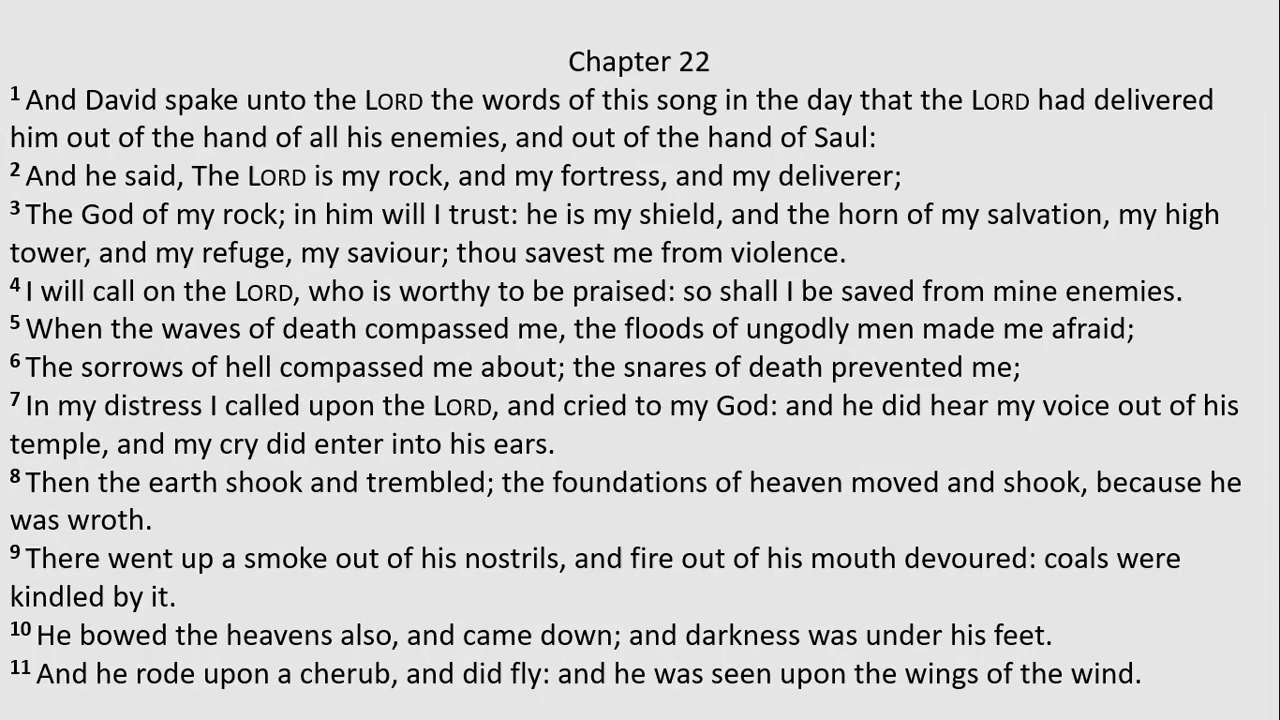 Chapter 22
1 And David spake unto the LORD the words of this song in the day that the LORD had delivered
him out of the hand of all his enemies, and out of the hand of Saul:
2 And he said, The LORD is my rock, and my fortress, and my deliverer;
3 The God of my rock; in him will I trust: he is my shield, and the horn of my salvation, my high
tower, and my refuge, my saviour; thou savest me from violence.
4 I will call on the LORD, who is worthy to be praised: so shall I be saved from mine enemies.
5 When the waves of death compassed me, the floods of ungodly men made me afraid;
6 The sorrows of hell compassed me about; the snares of death prevented me;
7 In my distress I called upon the LORD, and cried to my God: and he did hear my voice out of his
temple, and my cry did enter into his ears.
8 Then the earth shook and trembled; the foundations of heaven moved and shook, because he
was wroth.
9 There went up a smoke out of his nostrils, and fire out of his mouth devoured: coals were
kindled by it.
10 He bowed the heavens also, and came down; and darkness was under his feet.
11 And he rode upon a cherub, and did fly: and he was seen upon the wings of the wind.